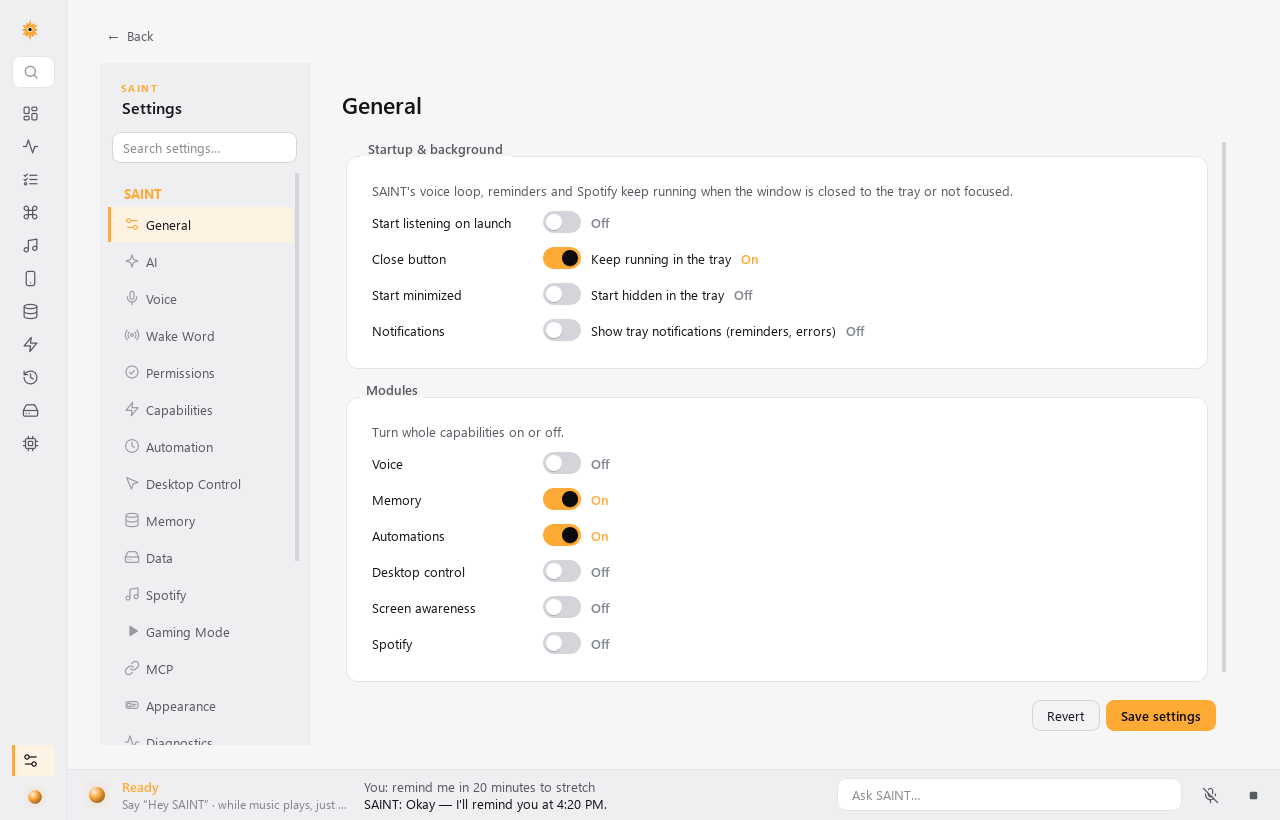 ← Back
SAINT
Settings
Search settings...
SAINT
General
AI
Voice
Wake Word
Permissions
Capabilities
Automation
Desktop Control
Memory
Data
Spotify
Gaming Mode
MCP
Appearance
Diagnostics
General
Startup & background
SAINT's voice loop, reminders and Spotify keep running when the window is closed to the tray or not focused.
Start listening on launch Off
Close button Keep running in the tray On
Start minimized Start hidden in the tray Off
Notifications Show tray notifications (reminders, errors) Off
Modules
Turn whole capabilities on or off.
Voice Off
Memory On
Automations On
Desktop control Off
Screen awareness Off
Spotify Off
Revert Save settings
Ready
Say “Hey SAINT” · while music plays, just ...
You: remind me in 20 minutes to stretch
SAINT: Okay — I'll remind you at 4:20 PM.
Ask SAINT...